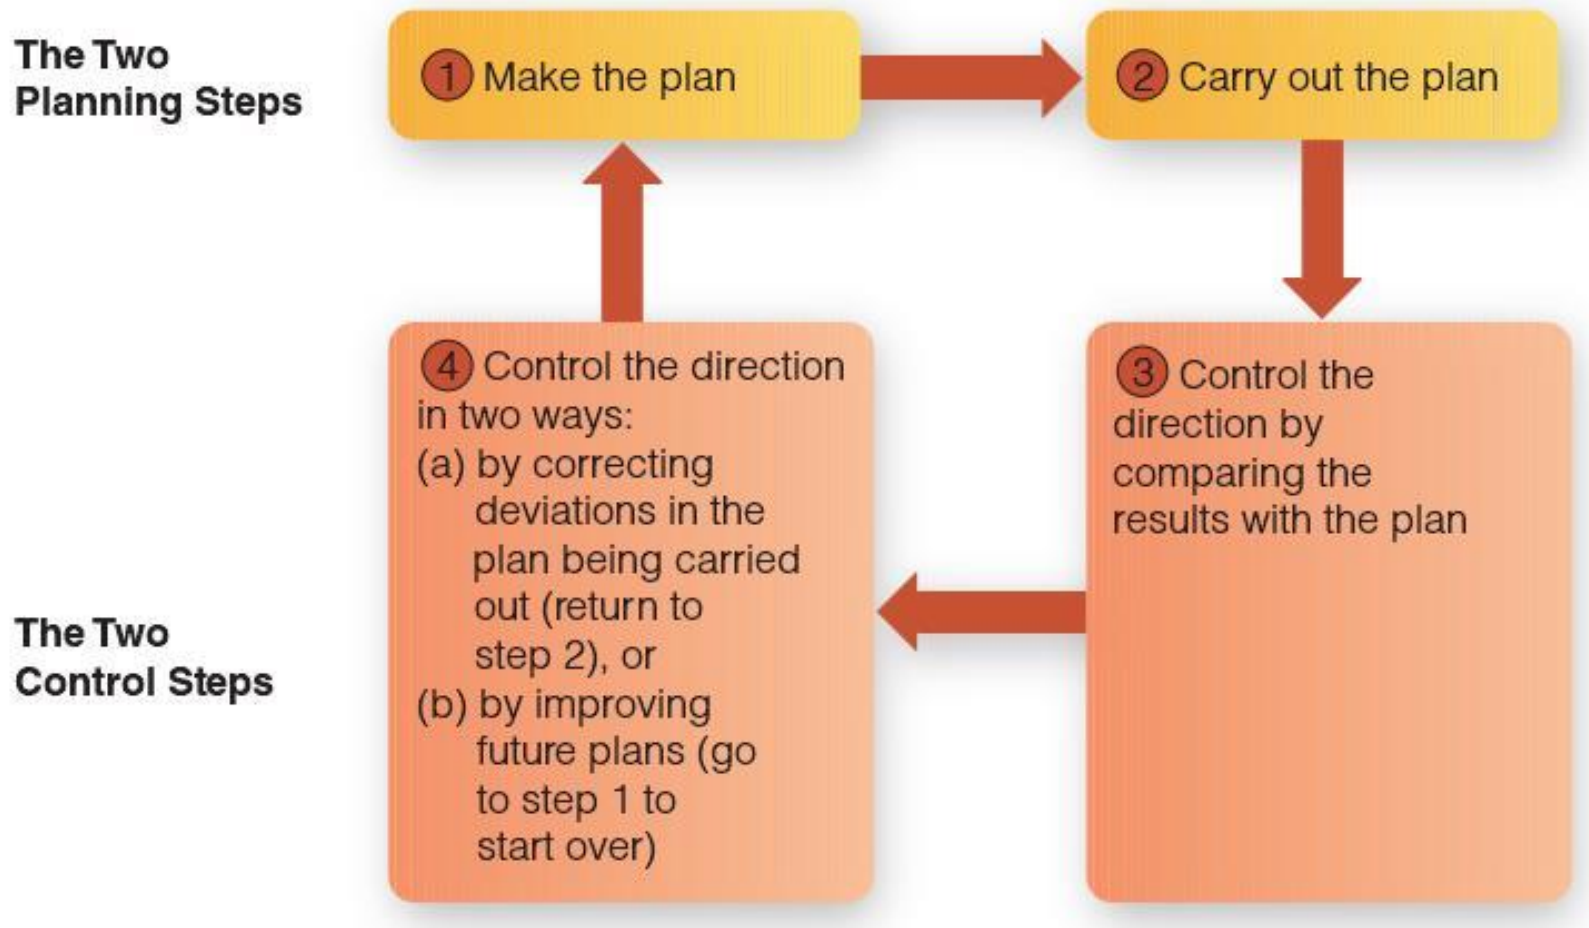 The Two
Planning Steps
1 Make the plan
2 Carry out the plan
4 Control the direction
in two ways:
(a) by correcting
deviations in the
plan being carried
out (return to
step 2), or
(b) by improving
future plans (go
to step 1 to
start over)
3 Control the
direction by
comparing the
results with the plan
The Two
Control Steps